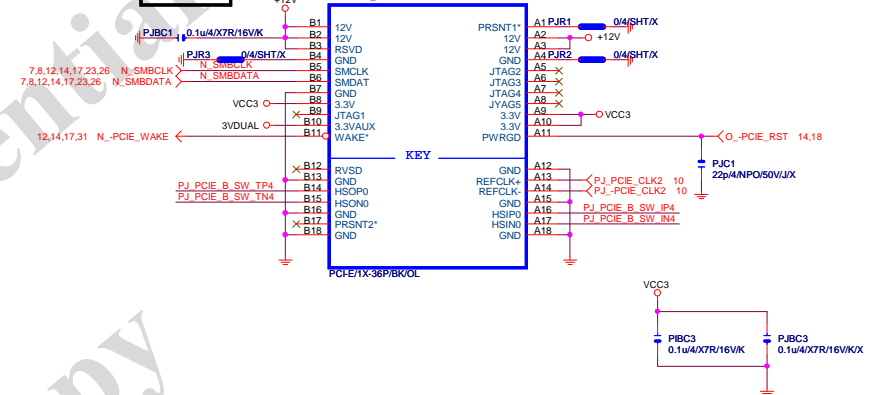 +12V
B1 12V PRSNT1* A1 PJR1 0/4/SHT/X
PJBC1 0.1u/4/X7R/16V/K B2 12V 12V A2 +12V
B3 RSVD 12V A3
PJR3 0/4/SHT/X B4 GND GND A4 PJR2 0/4/SHT/X
7,8,12,14,17,23,26 N_SMBCLK N_SMBCLK B5 SMCLK JTAG2 A5
7,8,12,14,17,23,26 N_SMBDATA N_SMBDATA B6 SMDAT JTAG3 A6
B7 GND JTAG4 A7
VCC3 B8 3.3V JYAG5 A8
B9 JTAG1 3.3V A9 VCC3
3VDUAL B10 3.3VAUX 3.3V A10
12,14,17,31 N_-PCIE_WAKE B11 WAKE* PWRGD A11 O_-PCIE_RST 14,18
KEY
PJC1
22p/4/NPO/50V/J/X
B12 RVSD GND A12
B13 GND REFCLK+ A13 PJ_PCIE_CLK2 10
PJ_PCIE_B_SW_TP4 B14 HSOP0 REFCLK- A14 PJ_-PCIE_CLK2 10
PJ_PCIE_B_SW_TN4 B15 HSON0 GND A15
B16 GND HSIP0 A16 PJ_PCIE_B_SW_IP4
B17 PRSNT2* HSIN0 A17 PJ_PCIE_B_SW_IN4
B18 GND GND A18
PCI-E/1X-36P/BK/OL
VCC3
PIBC3
0.1u/4/X7R/16V/K
PJBC3
0.1u/4/X7R/16V/K/X